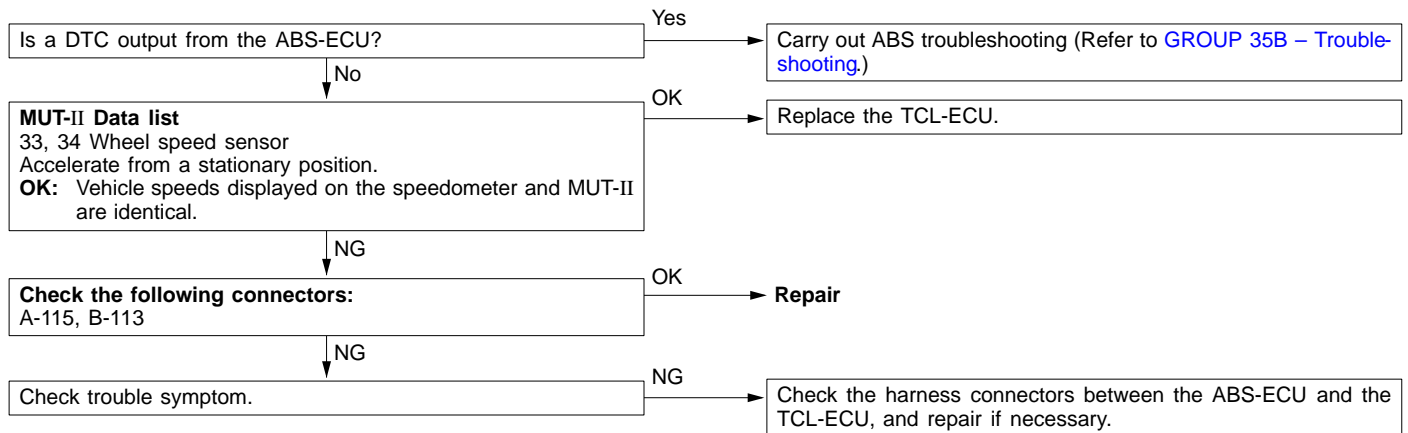 Is a DTC output from the ABS-ECU?
Yes
Carry out ABS troubleshooting (Refer to GROUP 35B – Trouble-
shooting.)
No
MUT-II Data list
33, 34 Wheel speed sensor
Accelerate from a stationary position.
OK: Vehicle speeds displayed on the speedometer and MUT-II
are identical.
OK
Replace the TCL-ECU.
NG
Check the following connectors:
A-115, B-113
OK
Repair
NG
Check trouble symptom.
NG
Check the harness connectors between the ABS-ECU and the
TCL-ECU, and repair if necessary.